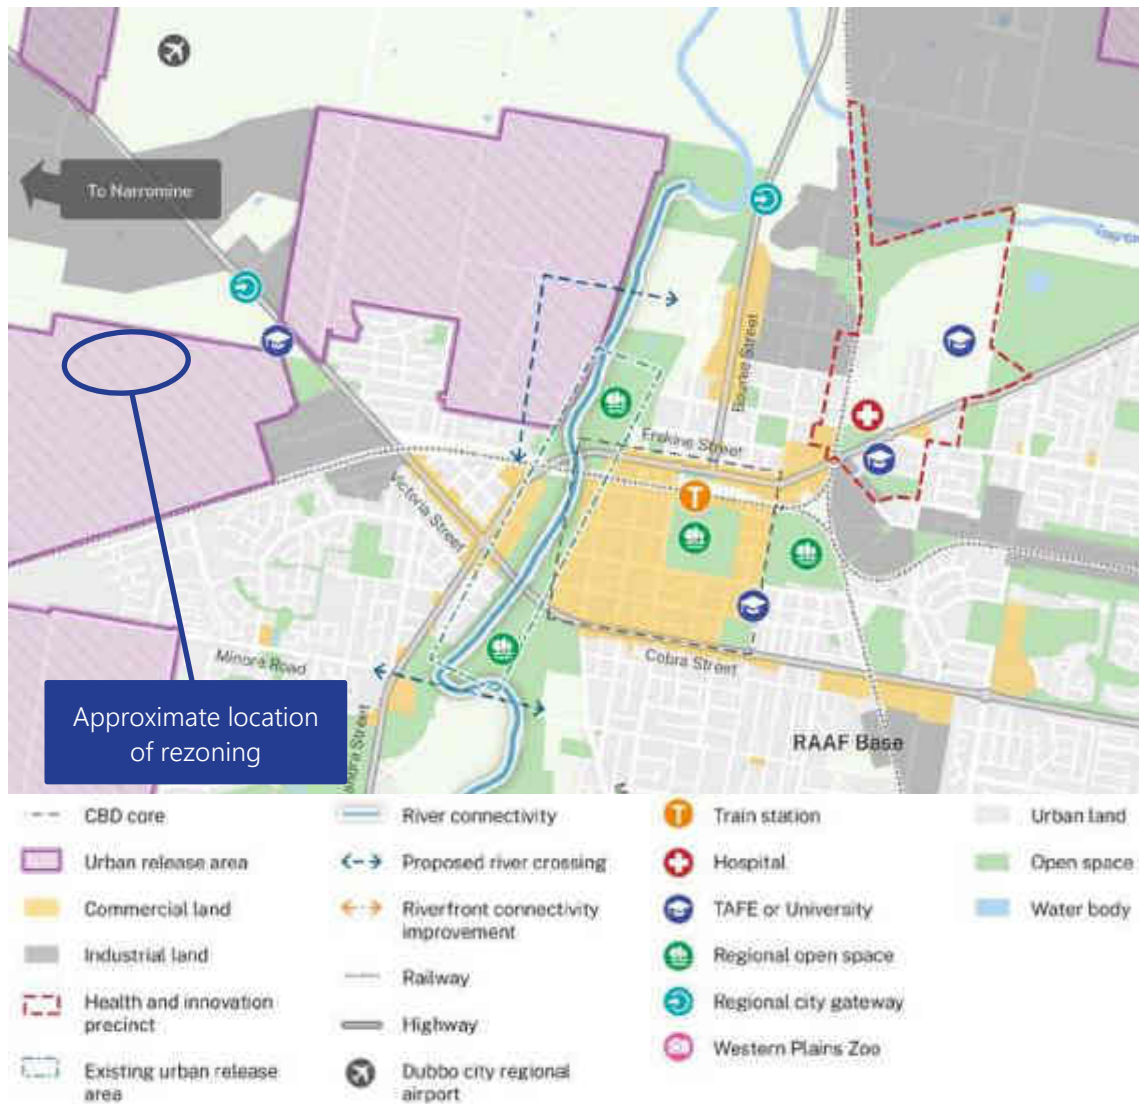 To Narromine
Bourke Street
Erskine Street
Victoria Street
Minore Road
Cobra Street
Approximate location
of rezoning
RAAF Base
CBD core
Urban release area
Commercial land
Industrial land
Health and innovation
precinct
Existing urban release
area
River connectivity
Proposed river crossing
Riverfront connectivity
improvement
Railway
Highway
Dubbo city regional
airport
T Train station
Hospital
TAFE or University
Regional open space
Regional city gateway
Western Plains Zoo
Urban land
Open space
Water body
T
Street